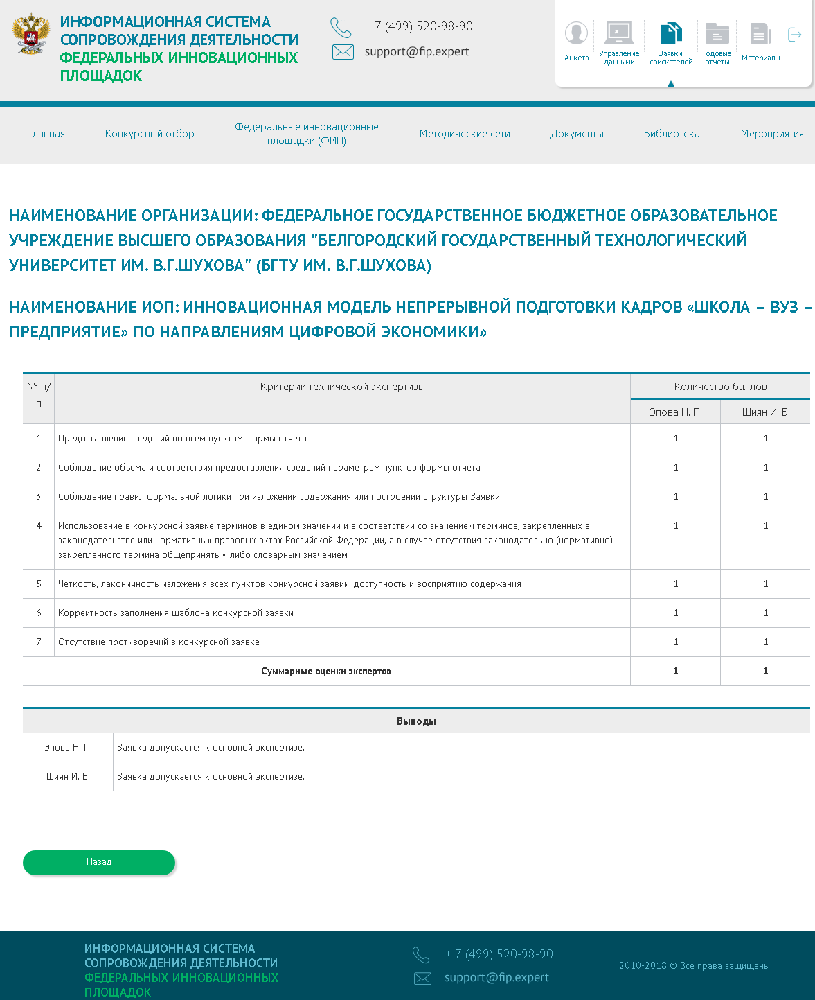 ИНФОРМАЦИОННАЯ СИСТЕМА
СОПРОВОЖДЕНИЯ ДЕЯТЕЛЬНОСТИ
ФЕДЕРАЛЬНЫХ ИННОВАЦИОННЫХ
ПЛОЩАДОК
+ 7 (499) 520-98-90
support@fip.expert
Анкета
Управление
данными
Заявки
соискателей
Годовые
отчеты
Материалы
Главная
Конкурсный отбор
Федеральные инновационные
площадки (ФИП)
Методические сети
Документы
Библиотека
Мероприятия
НАИМЕНОВАНИЕ ОРГАНИЗАЦИИ: ФЕДЕРАЛЬНОЕ ГОСУДАРСТВЕННОЕ БЮДЖЕТНОЕ ОБРАЗОВАТЕЛЬНОЕ
УЧРЕЖДЕНИЕ ВЫСШЕГО ОБРАЗОВАНИЯ "БЕЛГОРОДСКИЙ ГОСУДАРСТВЕННЫЙ ТЕХНОЛОГИЧЕСКИЙ
УНИВЕРСИТЕТ ИМ. В.Г.ШУХОВА" (БГТУ ИМ. В.Г.ШУХОВА)
НАИМЕНОВАНИЕ ИОП: ИННОВАЦИОННАЯ МОДЕЛЬ НЕПРЕРЫВНОЙ ПОДГОТОВКИ КАДРОВ «ШКОЛА – ВУЗ –
ПРЕДПРИЯТИЕ» ПО НАПРАВЛЕНИЯМ ЦИФРОВОЙ ЭКОНОМИКИ»
№ п/
п
Критерии технической экспертизы
Количество баллов
Эпова Н. П. Шиян И. Б.
1 Предоставление сведений по всем пунктам формы отчета 1 1
2 Соблюдение объема и соответствия предоставления сведений параметрам пунктов формы отчета 1 1
3 Соблюдение правил формальной логики при изложении содержания или построении структуры Заявки 1 1
4 Использование в конкурсной заявке терминов в едином значении и в соответствии со значением терминов, закрепленных в 1 1
законодательстве или нормативных правовых актах Российской Федерации, а в случае отсутствия законодательно (нормативно)
закрепленного термина общепринятым либо словарным значением
5 Четкость, лаконичность изложения всех пунктов конкурсной заявки, доступность к восприятию содержания 1 1
6 Корректность заполнения шаблона конкурсной заявки 1 1
7 Отсутствие противоречий в конкурсной заявке 1 1
Суммарные оценки экспертов 1 1
Выводы
Эпова Н. П. Заявка допускается к основной экспертизе.
Шиян И. Б. Заявка допускается к основной экспертизе.
Назад
ИНФОРМАЦИОННАЯ СИСТЕМА
СОПРОВОЖДЕНИЯ ДЕЯТЕЛЬНОСТИ
ФЕДЕРАЛЬНЫХ ИННОВАЦИОННЫХ
ПЛОЩАДОК
+ 7 (499) 520-98-90
support@fip.expert
2010-2018 © Все права защищены